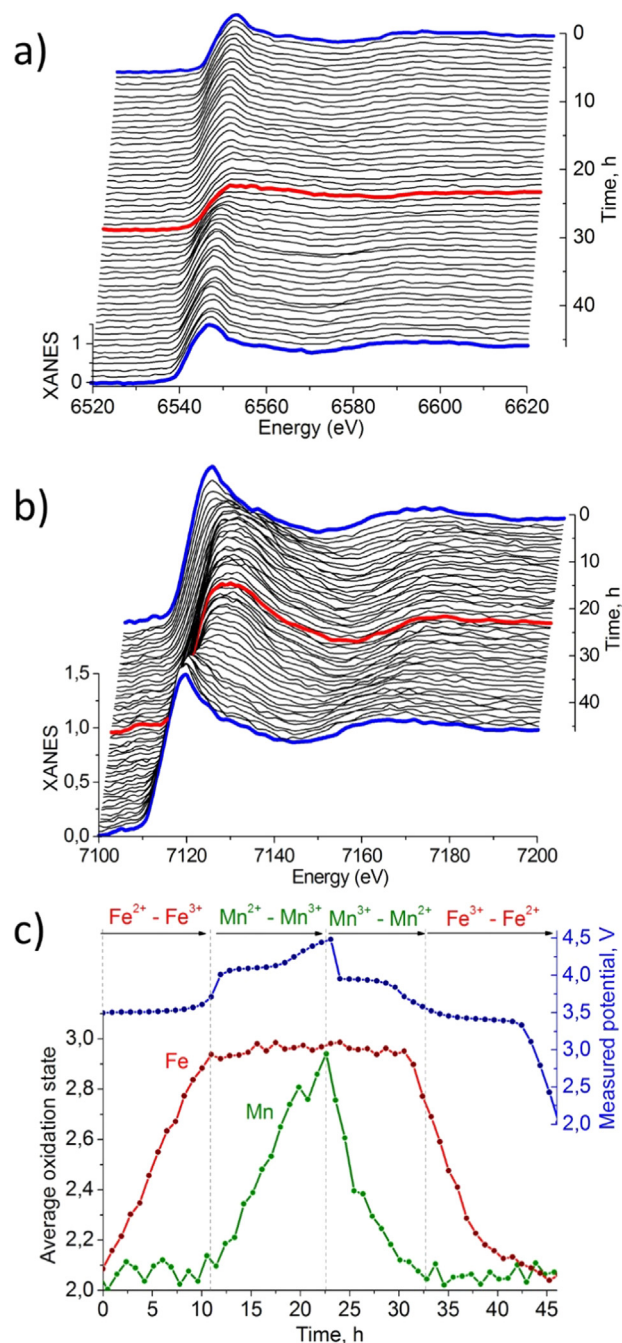 a)
0
10
20
30
40
Time, h
XANES
1
0
6520 6540 6560 6580 6600 6620
Energy (eV)
b)
0
10
20
30
40
Time, h
XANES
1,5
1,0
0,5
0,0
7100 7120 7140 7160 7180 7200
Energy (eV)
c)
Fe²⁺ - Fe³⁺ Mn²⁺ - Mn³⁺ Mn³⁺ - Mn²⁺ Fe³⁺ - Fe²⁺
Average oxidation state
3,0
2,8
2,6
2,4
2,2
2,0
Fe
Mn
4,5
4,0
3,5
3,0
2,5
2,0
Measured potential, V
0 5 10 15 20 25 30 35 40 45
Time, h